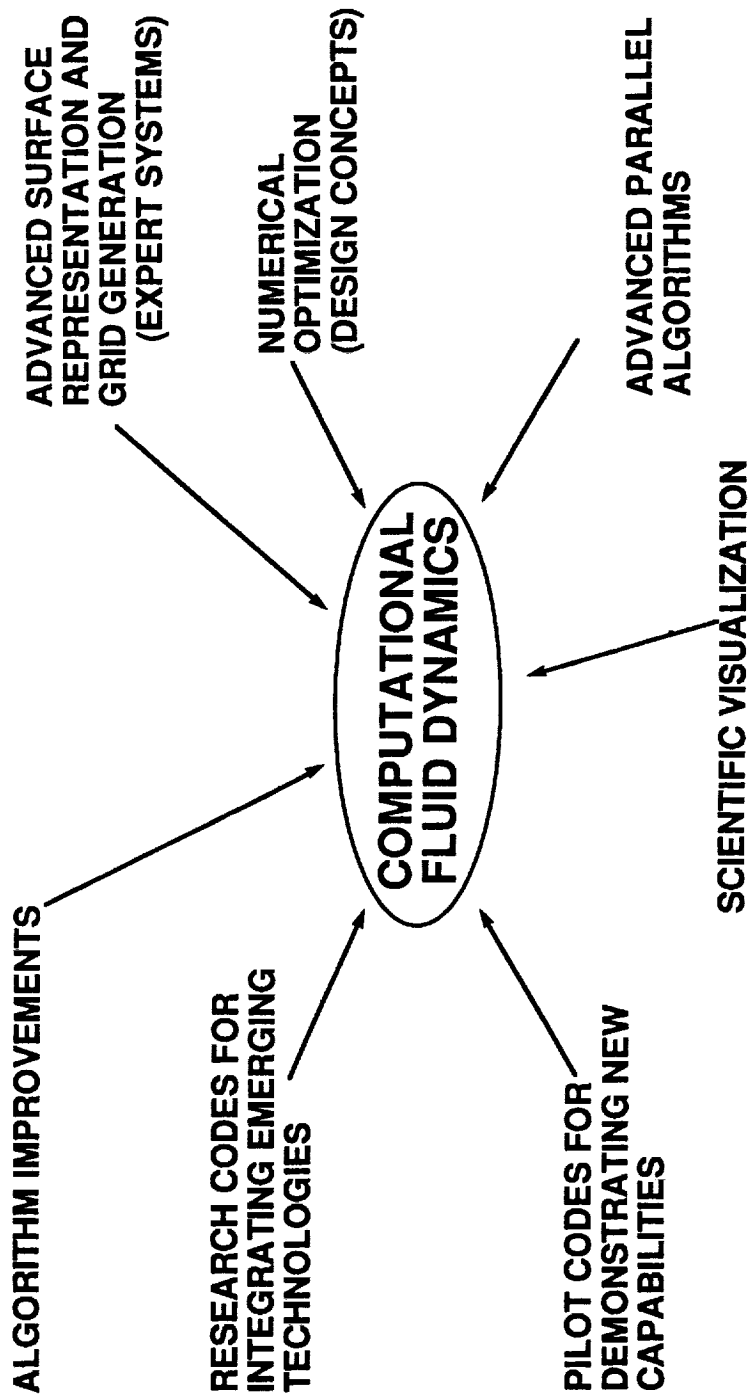 ALGORITHM IMPROVEMENTS
ADVANCED SURFACE
REPRESENTATION AND
GRID GENERATION
(EXPERT SYSTEMS)
RESEARCH CODES FOR
INTEGRATING EMERGING
TECHNOLOGIES
NUMERICAL
OPTIMIZATION
(DESIGN CONCEPTS)
COMPUTATIONAL
FLUID DYNAMICS
PILOT CODES FOR
DEMONSTRATING NEW
CAPABILITIES
ADVANCED PARALLEL
ALGORITHMS
SCIENTIFIC VISUALIZATION